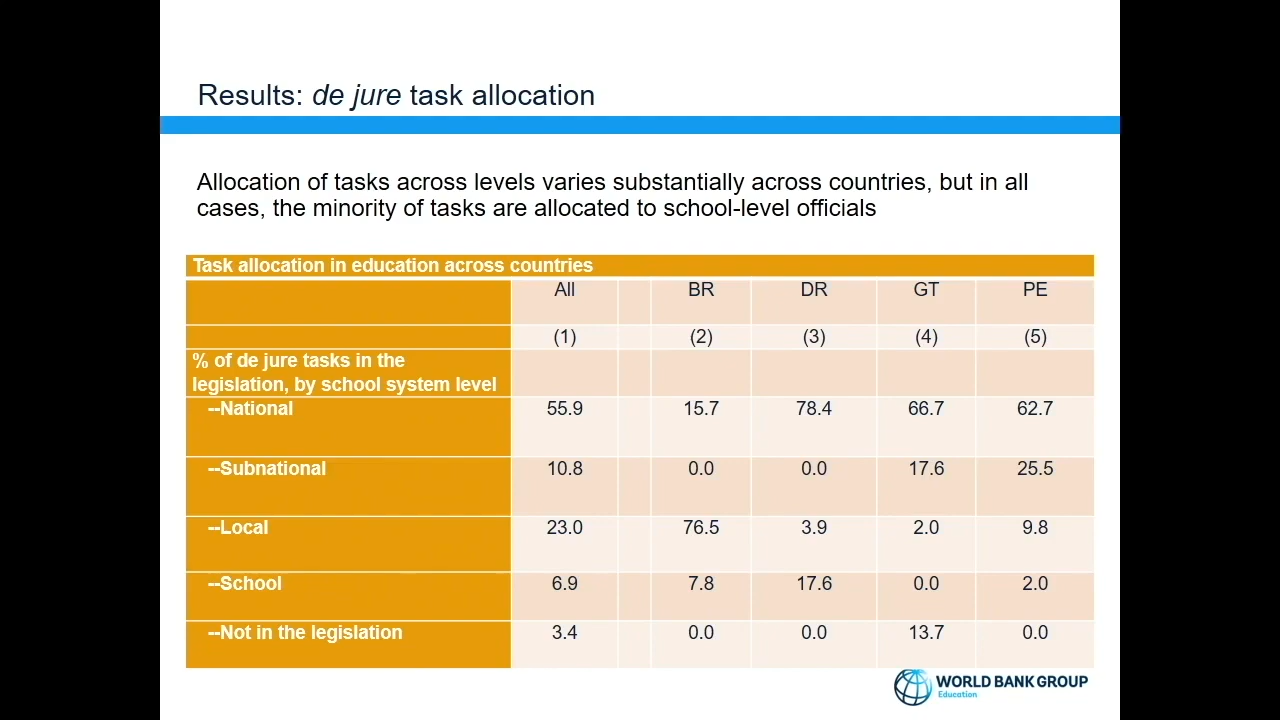 Results: de jure task allocation
Allocation of tasks across levels varies substantially across countries, but in all
cases, the minority of tasks are allocated to school-level officials
Task allocation in education across countries
All BR DR GT PE
(1) (2) (3) (4) (5)
% of de jure tasks in the
legislation, by school system level
--National 55.9 15.7 78.4 66.7 62.7
--Subnational 10.8 0.0 0.0 17.6 25.5
--Local 23.0 76.5 3.9 2.0 9.8
--School 6.9 7.8 17.6 0.0 2.0
--Not in the legislation 3.4 0.0 0.0 13.7 0.0
WORLD BANK GROUP
Education